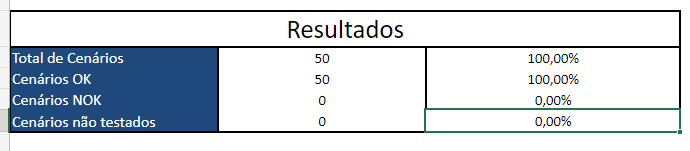 Resultados
Total de Cenários 50 100,00%
Cenários OK 50 100,00%
Cenários NOK 0 0,00%
Cenários não testados 0 0,00%